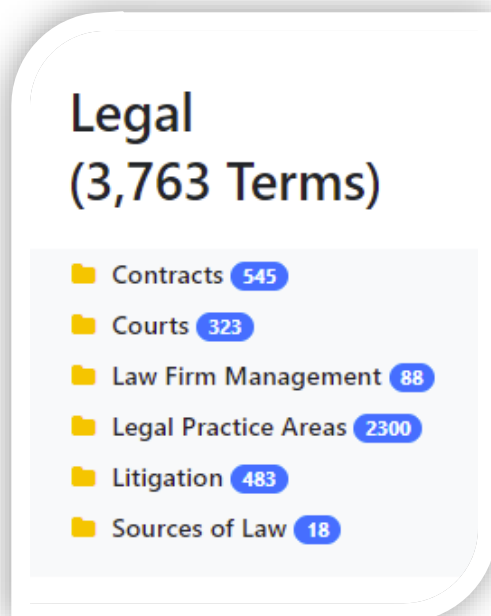 Legal
(3,763 Terms)
Contracts 545
Courts 323
Law Firm Management 88
Legal Practice Areas 2300
Litigation 483
Sources of Law 18